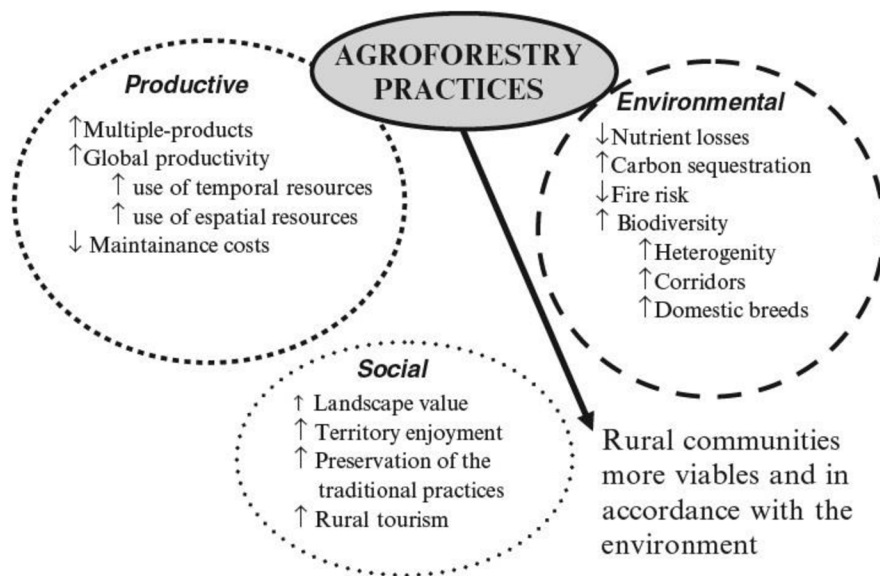 AGROFORESTRY
PRACTICES
Productive
↑Multiple-products
↑Global productivity
↑ use of temporal resources
↑ use of espatial resources
↓ Maintainance costs
Environmental
↓Nutrient losses
↑Carbon sequestration
↓Fire risk
↑ Biodiversity
↑Heterogenity
↑Corridors
↑Domestic breeds
Social
↑ Landscape value
↑ Territory enjoyment
↑ Preservation of the
traditional practices
↑ Rural tourism
Rural communities
more viables and in
accordance with the
environment